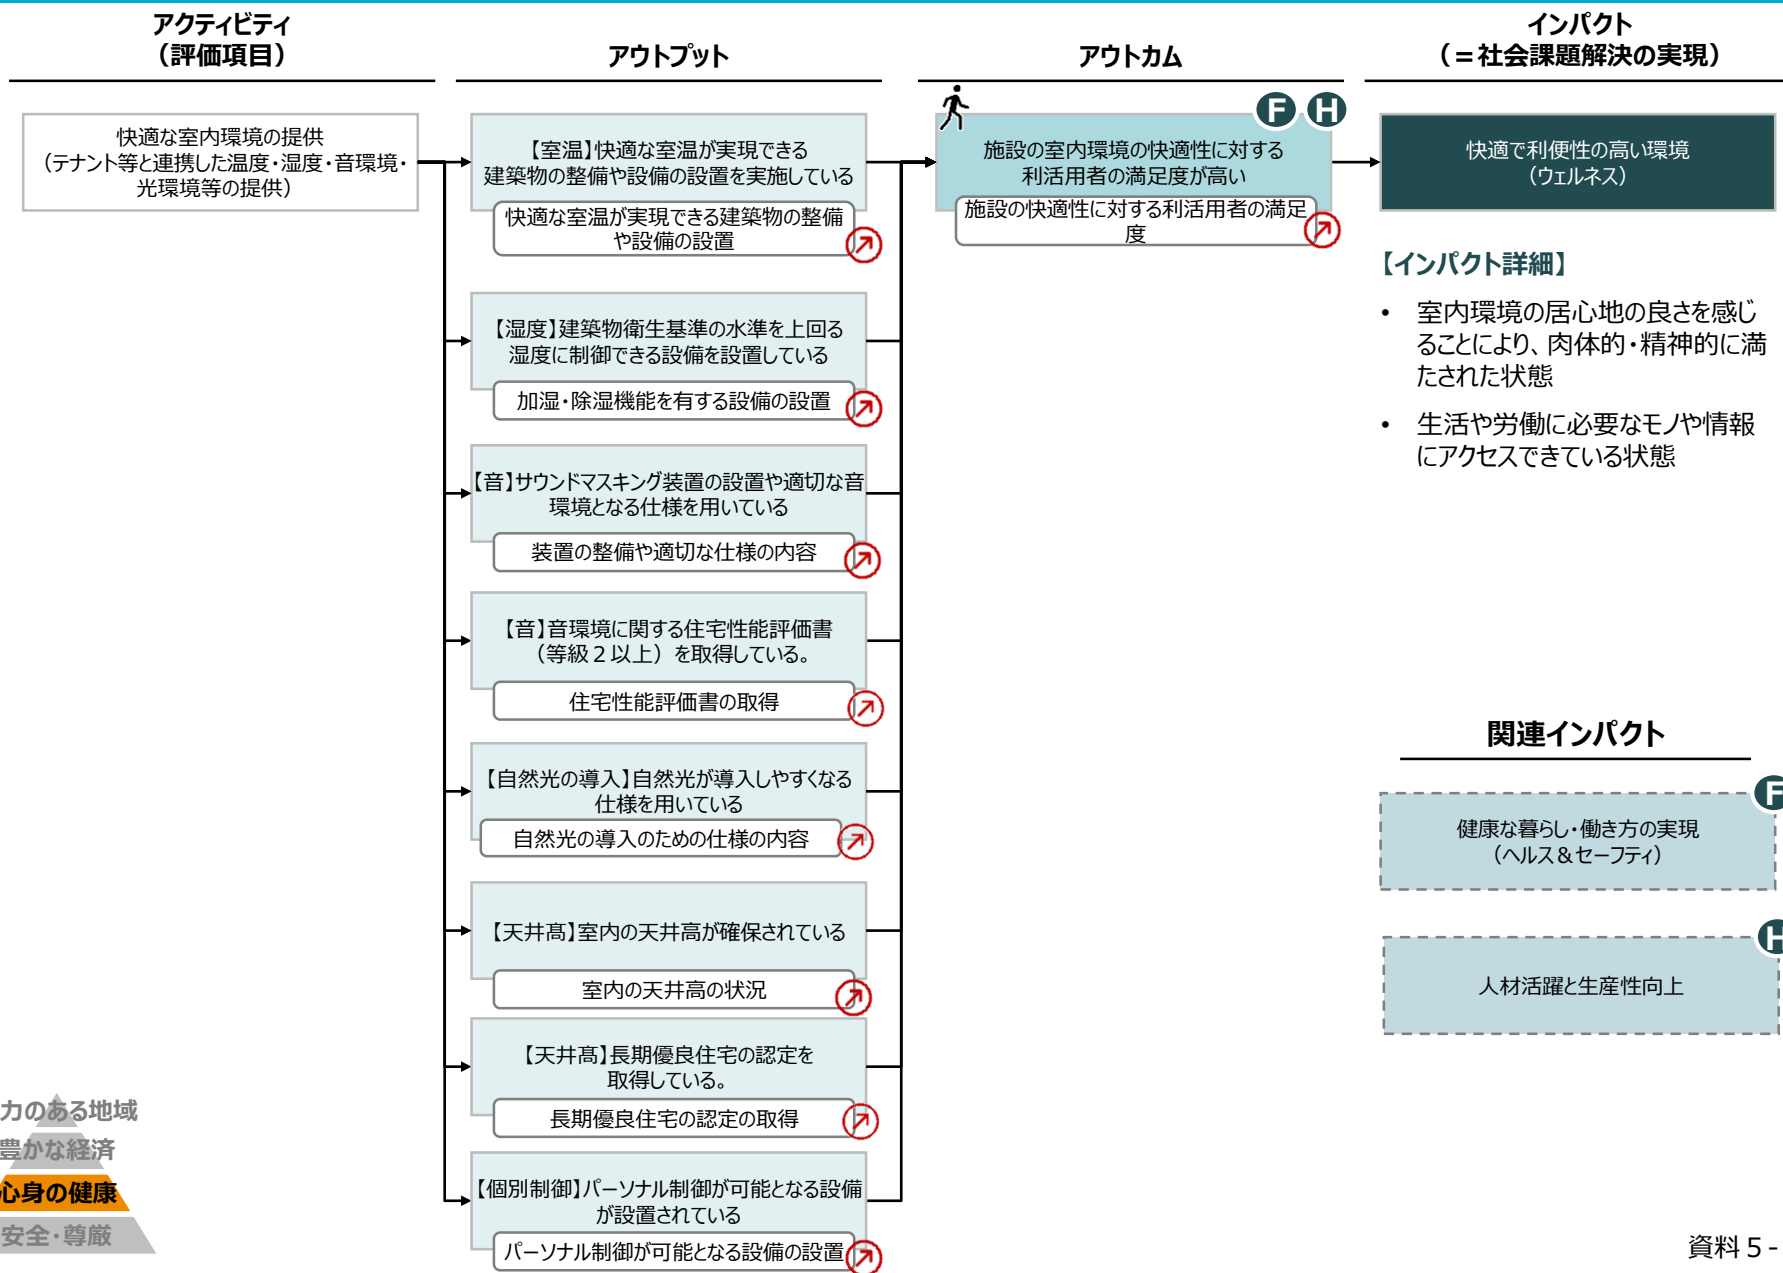 アクティビティ
（評価項目）
アウトプット
アウトカム
インパクト
（＝社会課題解決の実現）
快適な室内環境の提供
（テナント等と連携した温度・湿度・音環境・
光環境等の提供）
【室温】快適な室温が実現できる
建築物の整備や設備の設置を実施している
快適な室温が実現できる建築物の整備
や設備の設置
【湿度】建築物衛生基準の水準を上回る
湿度に制御できる設備を設置している
加湿・除湿機能を有する設備の設置
【音】サウンドマスキング装置の設置や適切な音
環境となる仕様を用いている
装置の整備や適切な仕様の内容
【音】音環境に関する住宅性能評価書
（等級２以上）を取得している。
住宅性能評価書の取得
【自然光の導入】自然光が導入しやすくなる
仕様を用いている
自然光の導入のための仕様の内容
【天井髙】室内の天井高が確保されている
室内の天井高の状況
【天井髙】長期優良住宅の認定を
取得している。
長期優良住宅の認定の取得
【個別制御】パーソナル制御が可能となる設備
が設置されている
パーソナル制御が可能となる設備の設置
F H
施設の室内環境の快適性に対する
利活用者の満足度が高い
施設の快適性に対する利活用者の満足
度
快適で利便性の高い環境
（ウェルネス）
【インパクト詳細】
• 室内環境の居心地の良さを感じ
ることにより、肉体的・精神的に満
たされた状態
• 生活や労働に必要なモノや情報
にアクセスできている状態
関連インパクト
F
健康な暮らし・働き方の実現
（ヘルス＆セーフティ）
H
人材活躍と生産性向上
力のある地域
豊かな経済
心身の健康
安全・尊厳
資料５-